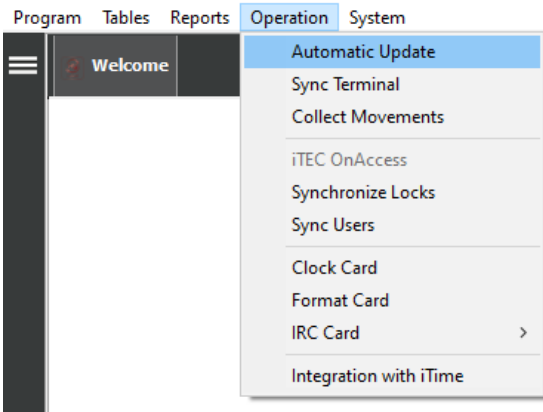 Program Tables Reports Operation System
Welcome
Automatic Update
Sync Terminal
Collect Movements
iTEC OnAccess
Synchronize Locks
Sync Users
Clock Card
Format Card
IRC Card >
Integration with iTime